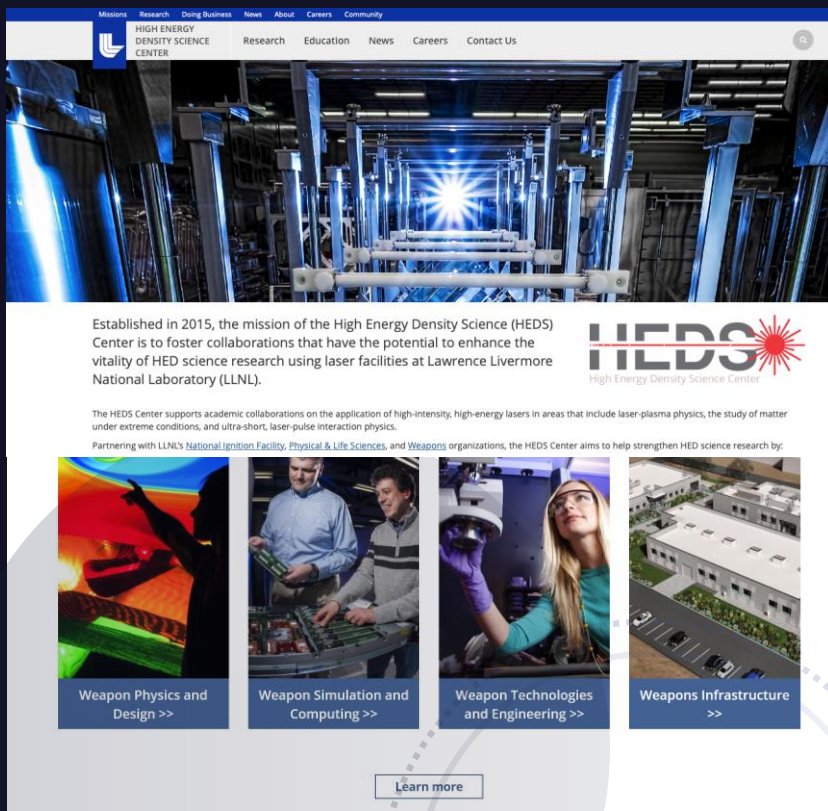 Missions Research Doing Business News About Careers Community
HIGH ENERGY
DENSITY SCIENCE
CENTER
Research Education News Careers Contact Us
Established in 2015, the mission of the High Energy Density Science (HEDS)
Center is to foster collaborations that have the potential to enhance the
vitality of HED science research using laser facilities at Lawrence Livermore
National Laboratory (LLNL).
HEDS
High Energy Density Science Center
The HEDS Center supports academic collaborations on the application of high-intensity, high-energy lasers in areas that include laser-plasma physics, the study of matter
under extreme conditions, and ultra-short, laser-pulse interaction physics.
Partnering with LLNL's National Ignition Facility, Physical & Life Sciences, and Weapons organizations, the HEDS Center aims to help strengthen HED science research by:
Weapon Physics and
Design >>
Weapon Simulation and
Computing >>
Weapon Technologies
and Engineering >>
Weapons Infrastructure
>>
Learn more